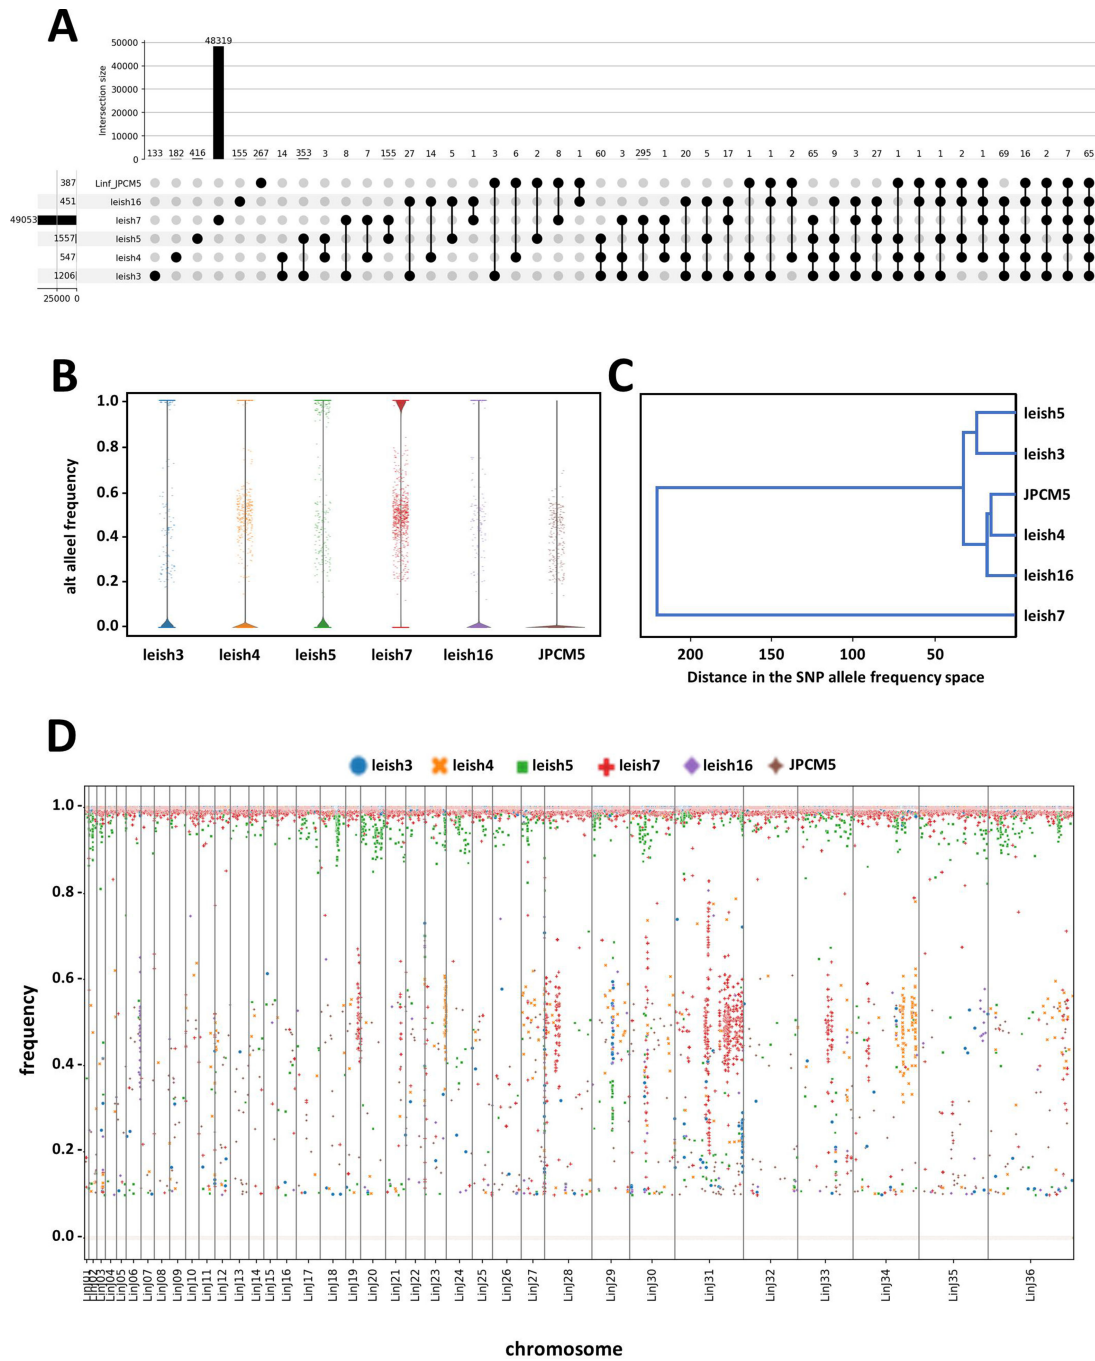 A
48319
50000
40000
30000
20000
10000
0
Intersection size
133 182 416 155 267 14 353 3 8 7 155 27 14 5 1 3 6 2 8 1 60 3 295 1 20 5 17 1 1 2 65 9 3 27 1 1 1 2 1 69 16 2 7 65
387 Linf_JPCM5
451 leish16
49053 leish7
1557 leish5
547 leish4
1206 leish3
25000 0
B
C
1.0
0.8
0.6
0.4
0.2
0.0
alt alleel frequency
leish3 leish4 leish5 leish7 leish16 JPCM5
leish5
leish3
JPCM5
leish4
leish16
leish7
200 150 100 50
Distance in the SNP allele frequency space
D
leish3 leish4 leish5 leish7 leish16 JPCM5
1.0
0.8
0.6
0.4
0.2
0.0
frequency
LinJ01 LinJ02 LinJ03 LinJ04 LinJ05 LinJ06 LinJ07 LinJ08 LinJ09 LinJ10 LinJ11 LinJ12 LinJ13 LinJ14 LinJ15 LinJ16 LinJ17 LinJ18 LinJ19 LinJ20 LinJ21 LinJ22 LinJ23 LinJ24 LinJ25 LinJ26 LinJ27 LinJ28 LinJ29 LinJ30 LinJ31 LinJ32 LinJ33 LinJ34 LinJ35 LinJ36
chromosome